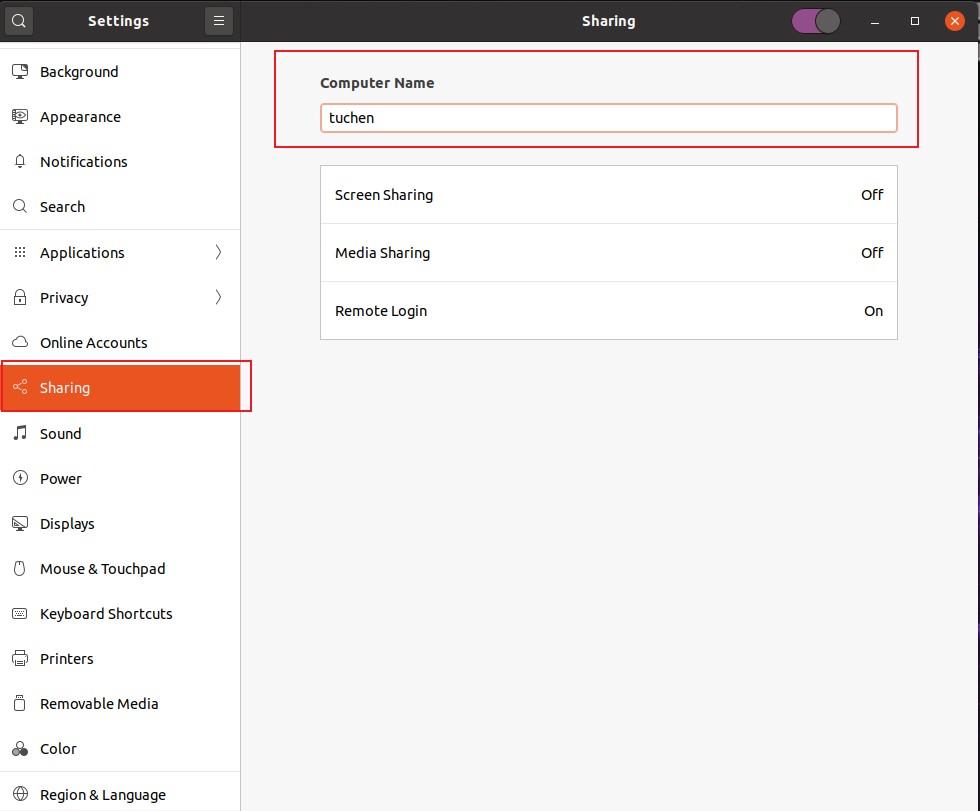 Settings
Sharing
Background
Appearance
Notifications
Search
Applications
Privacy
Online Accounts
Sharing
Sound
Power
Displays
Mouse & Touchpad
Keyboard Shortcuts
Printers
Removable Media
Color
Region & Language
Computer Name
tuchen
Screen Sharing Off
Media Sharing Off
Remote Login On